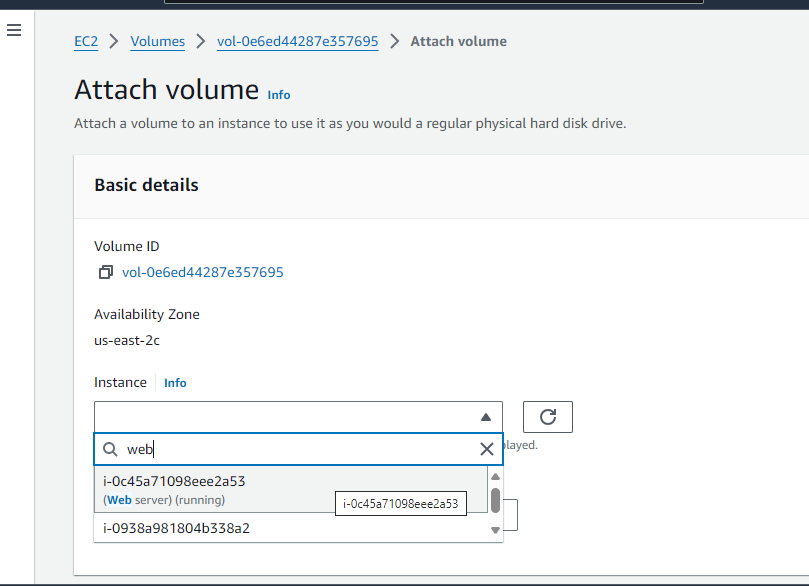 EC2 > Volumes > vol-0e6ed44287e357695 > Attach volume
Attach volume Info
Attach a volume to an instance to use it as you would a regular physical hard disk drive.
Basic details
Volume ID
vol-0e6ed44287e357695
Availability Zone
us-east-2c
Instance Info
web
i-0c45a71098eee2a53
(Web server) (running)
i-0c45a71098eee2a53
i-0938a981804b338a2